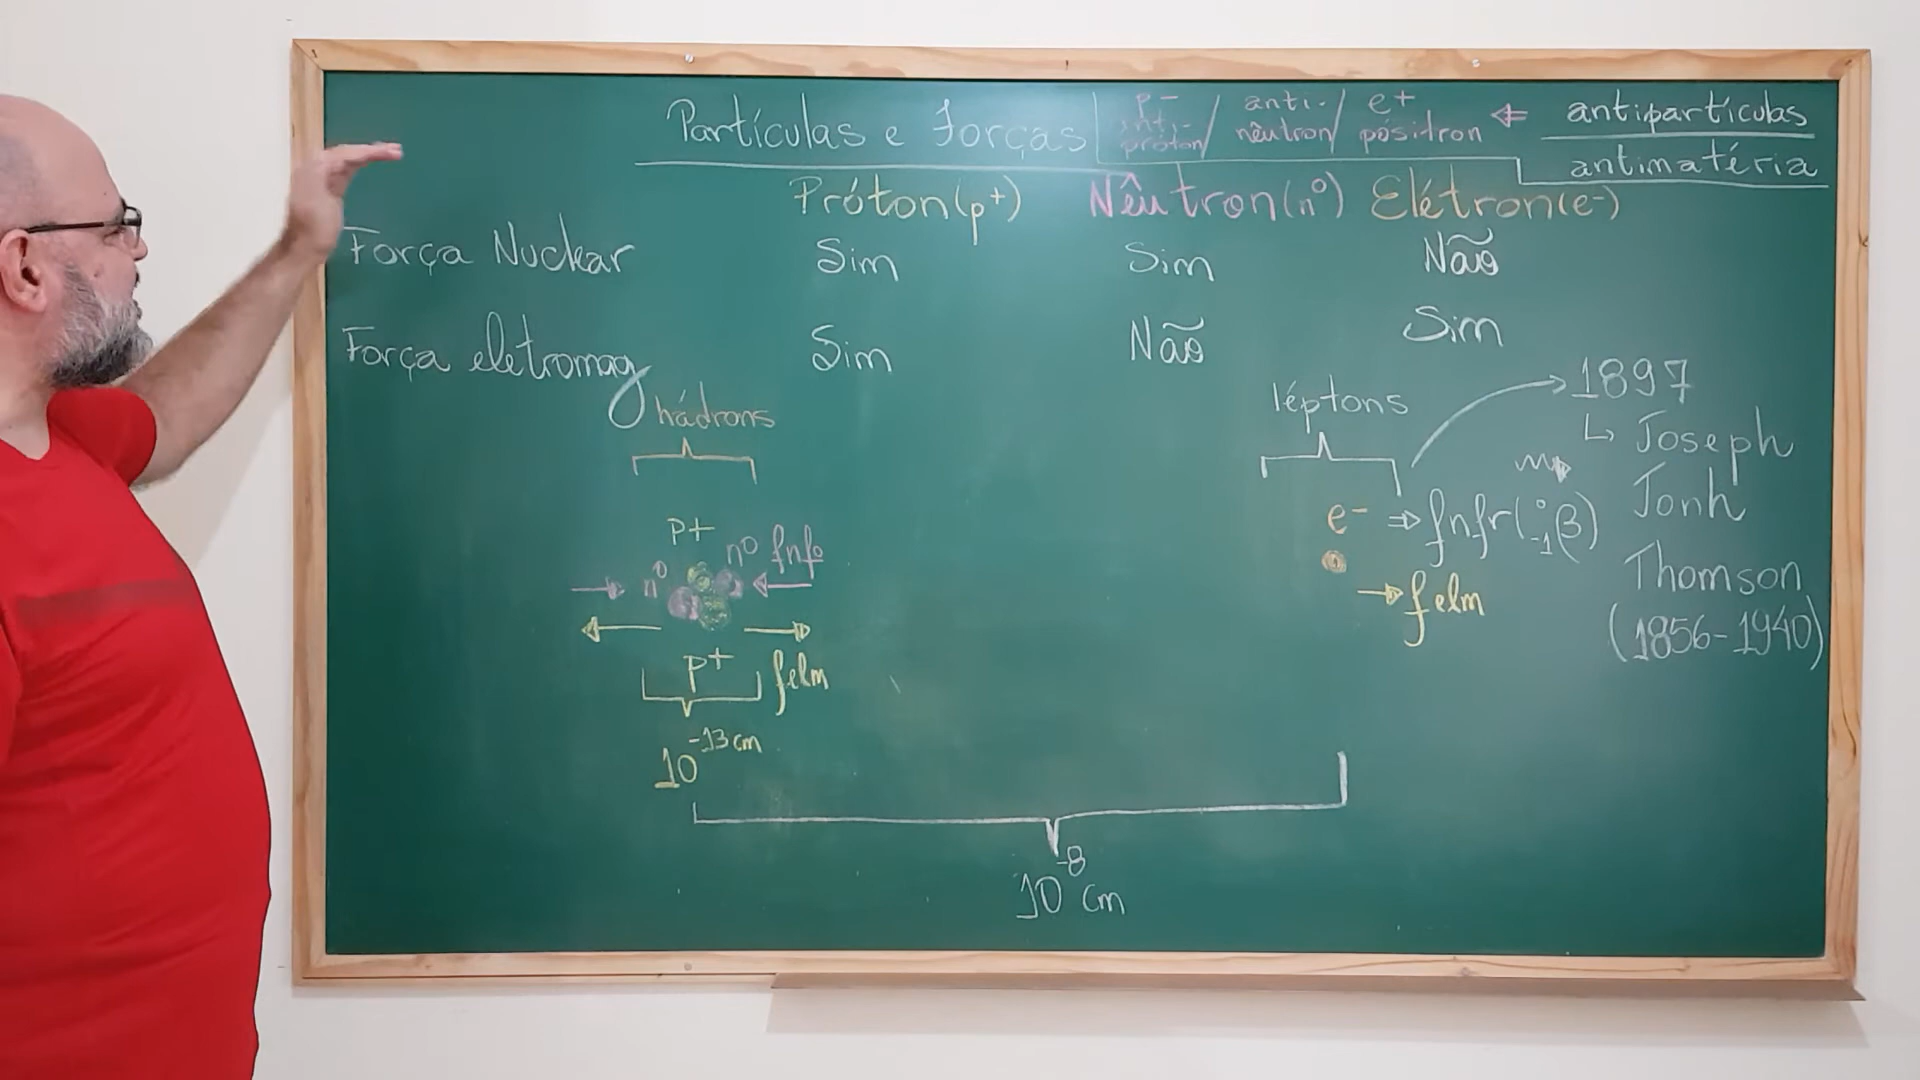 Partículas e Forças
p- anti-próton / anti-nêutron / e+ pósitron ⇐ antipartículas
antimatéria
Próton(p+) Nêutron(n⁰) Elétron(e-)
Força Nuclear Sim Sim Não
Força eletromag Sim Não Sim
hádrons
léptons
1897
↳ Joseph
Jonh
Thomson
(1856-1940)
p+
n⁰ fnfo
n⁰
p+ felm
10⁻¹³ cm
e- ⇒ fnfr(⁰₋₁β)
→ felm
10⁻⁸ cm